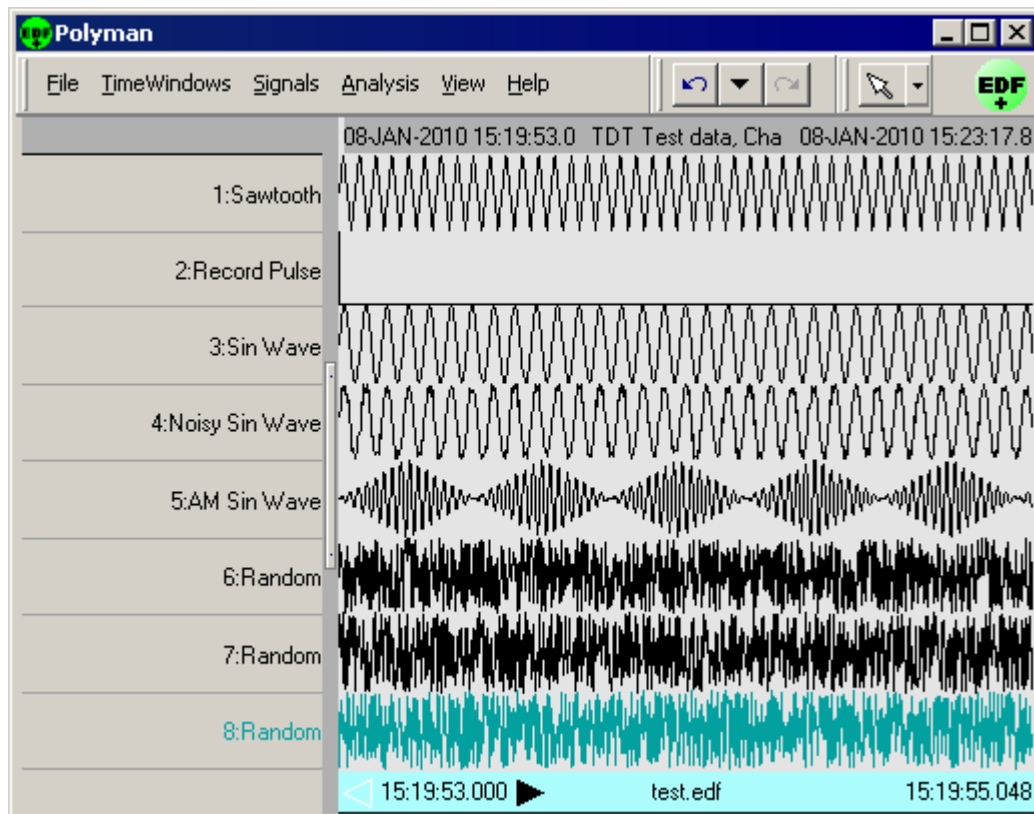 EDF + Polyman
File TimeWindows Signals Analysis View Help EDF +
08-JAN-2010 15:19:53.0 TDT Test data, Cha 08-JAN-2010 15:23:17.8
1:Sawtooth
2:Record Pulse
3:Sin Wave
4:Noisy Sin Wave
5:AM Sin Wave
6:Random
7:Random
8:Random
15:19:53.000 test.edf 15:19:55.048